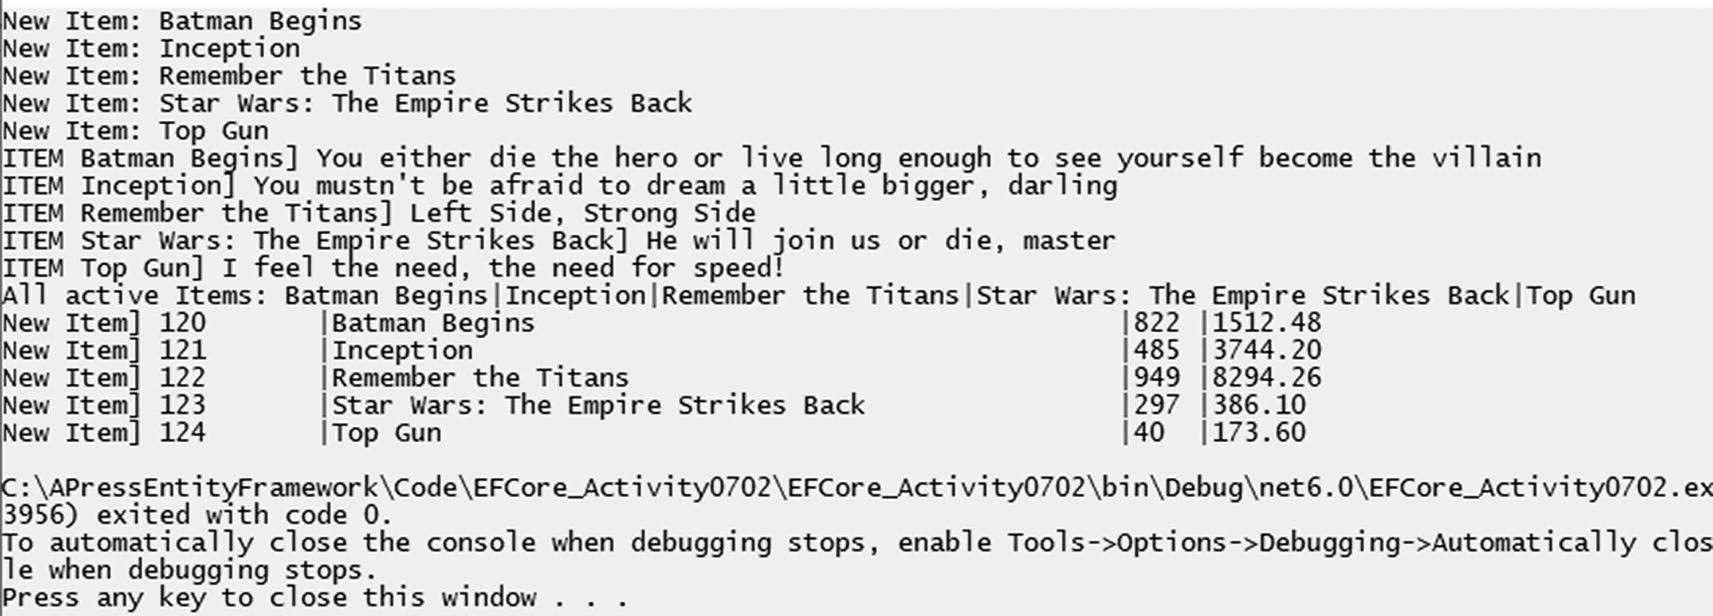 New Item: Batman Begins
New Item: Inception
New Item: Remember the Titans
New Item: Star Wars: The Empire Strikes Back
New Item: Top Gun
ITEM Batman Begins] You either die the hero or live long enough to see yourself become the villain
ITEM Inception] You mustn't be afraid to dream a little bigger, darling
ITEM Remember the Titans] Left Side, Strong Side
ITEM Star Wars: The Empire Strikes Back] He will join us or die, master
ITEM Top Gun] I feel the need, the need for speed!
All active Items: Batman Begins|Inception|Remember the Titans|Star Wars: The Empire Strikes Back|Top Gun
New Item] 120       |Batman Begins                                     |822  |1512.48
New Item] 121       |Inception                                         |485  |3744.20
New Item] 122       |Remember the Titans                               |949  |8294.26
New Item] 123       |Star Wars: The Empire Strikes Back                |297  |386.10
New Item] 124       |Top Gun                                           |40   |173.60
C:\APressEntityFramework\Code\EFCore_Activity0702\EFCore_Activity0702\bin\Debug\net6.0\EFCore_Activity0702.ex
3956) exited with code 0.
To automatically close the console when debugging stops, enable Tools->Options->Debugging->Automatically clos
le when debugging stops.
Press any key to close this window . . .